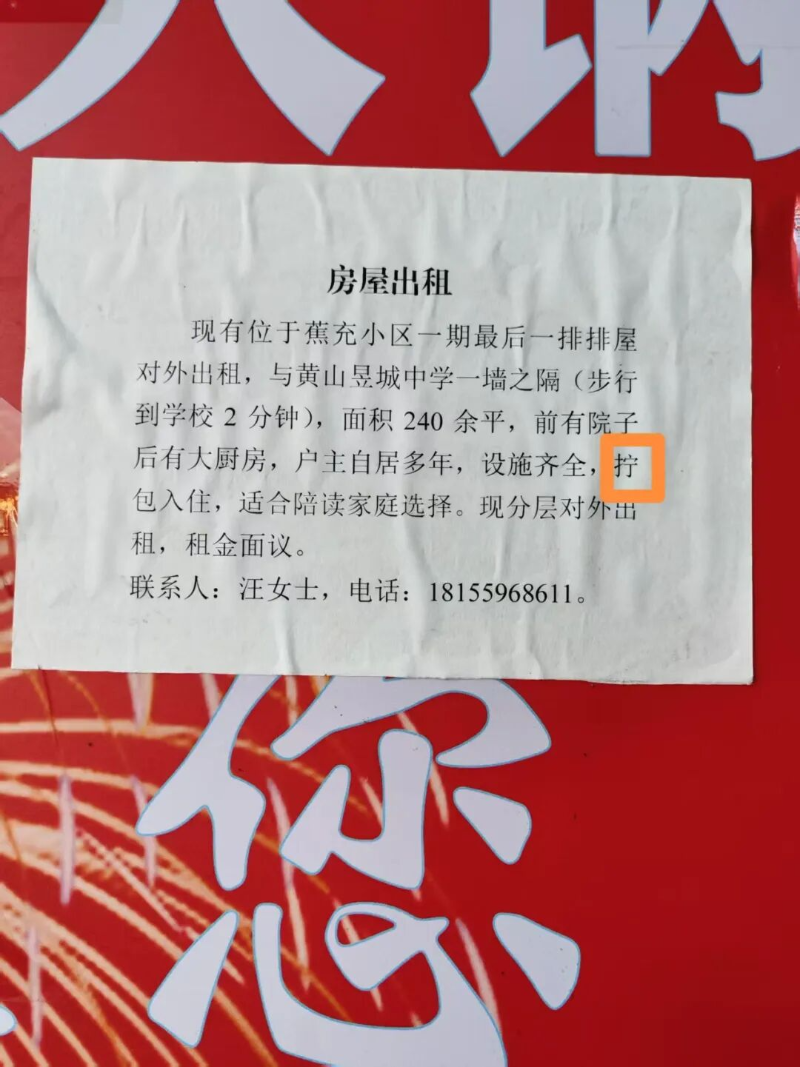 房屋出租
现有位于蕉充小区一期最后一排排屋
对外出租，与黄山昱城中学一墙之隔（步行
到学校 2 分钟），面积 240 余平，前有院子
后有大厨房，户主自居多年，设施齐全，拧
包入住，适合陪读家庭选择。现分层对外出
租，租金面议。
联系人：汪女士，电话：18155968611。
您